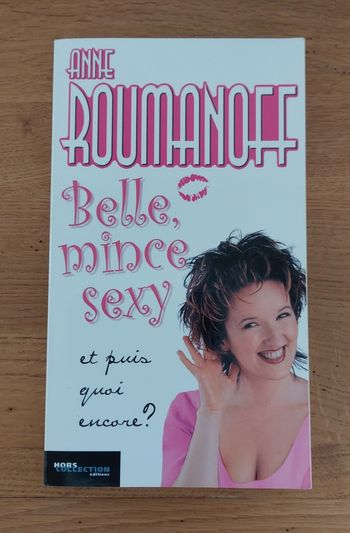 ANNE
ROUMANOFF
Belle,
mince
sexy
et puis
quoi
encore?
HORS
COLLECTION
éditions